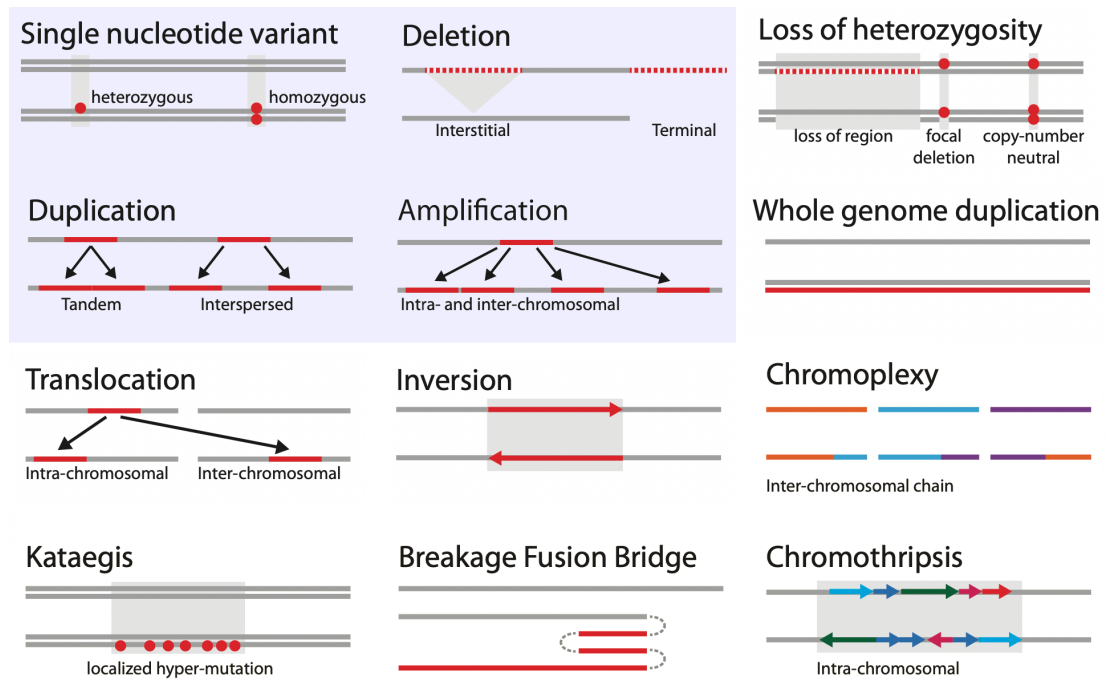 Single nucleotide variant
heterozygous
homozygous
Deletion
Interstitial
Terminal
Loss of heterozygosity
loss of region
focal
deletion
copy-number
neutral
Duplication
Tandem
Interspersed
Amplification
Intra- and inter-chromosomal
Whole genome duplication
Translocation
Intra-chromosomal
Inter-chromosomal
Inversion
Chromoplexy
Inter-chromosomal chain
Kataegis
localized hyper-mutation
Breakage Fusion Bridge
Chromothripsis
Intra-chromosomal